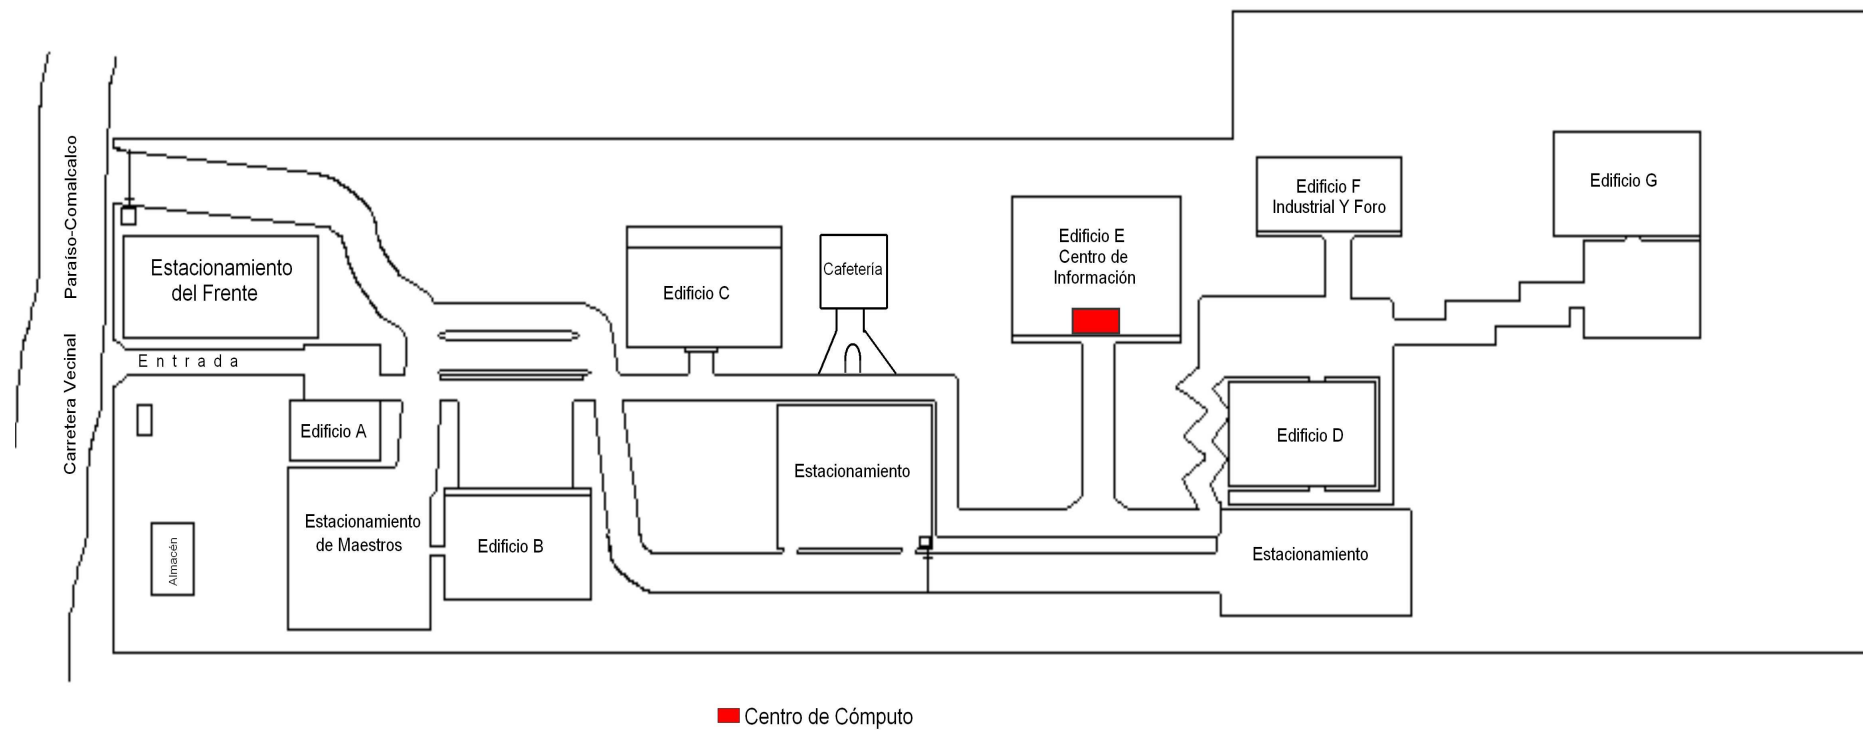 Carretera Vecinal Paraíso-Comalcalco
Estacionamiento
del Frente
Entrada
Edificio A
Almacén
Estacionamiento
de Maestros
Edificio B
Edificio C
Cafetería
Estacionamiento
Edificio E
Centro de
Información
Edificio F
Industrial Y Foro
Edificio G
Edificio D
Estacionamiento
Centro de Cómputo